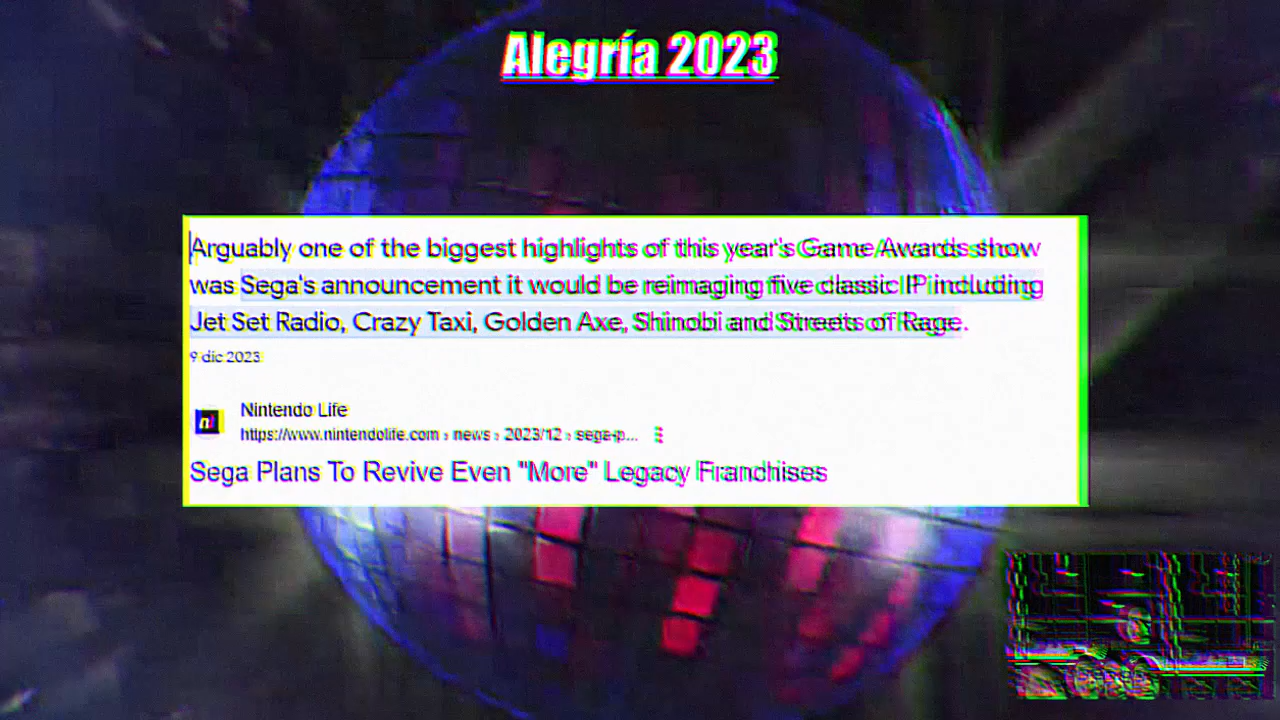 Alegría 2023
Arguably one of the biggest highlights of this year's Game Awards show
was Sega's announcement it would be reimaging five classic IP including
Jet Set Radio, Crazy Taxi, Golden Axe, Shinobi and Streets of Rage.
9 dic 2023
Nintendo Life
https://www.nintendolife.com › news › 2023/12 › sega-p...
Sega Plans To Revive Even "More" Legacy Franchises